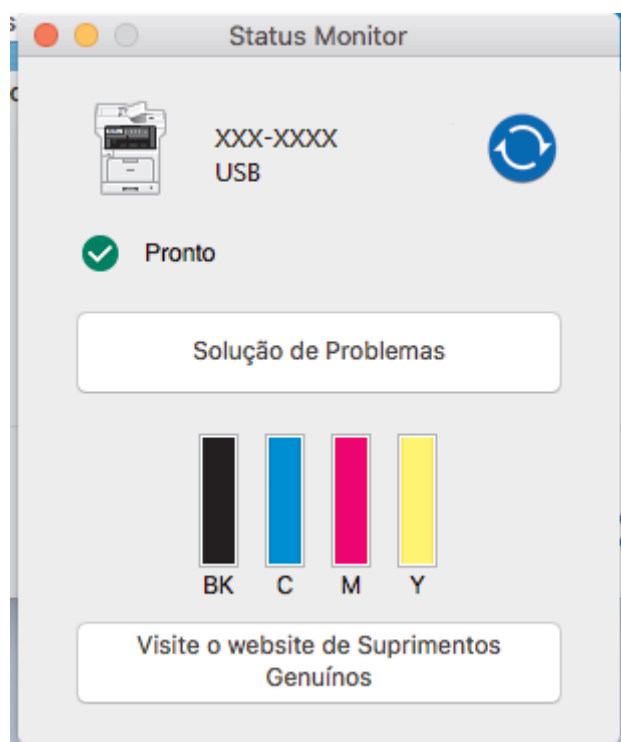 Status Monitor
XXX-XXXX
USB
Pronto
Solução de Problemas
BK C M Y
Visite o website de Suprimentos
Genuínos